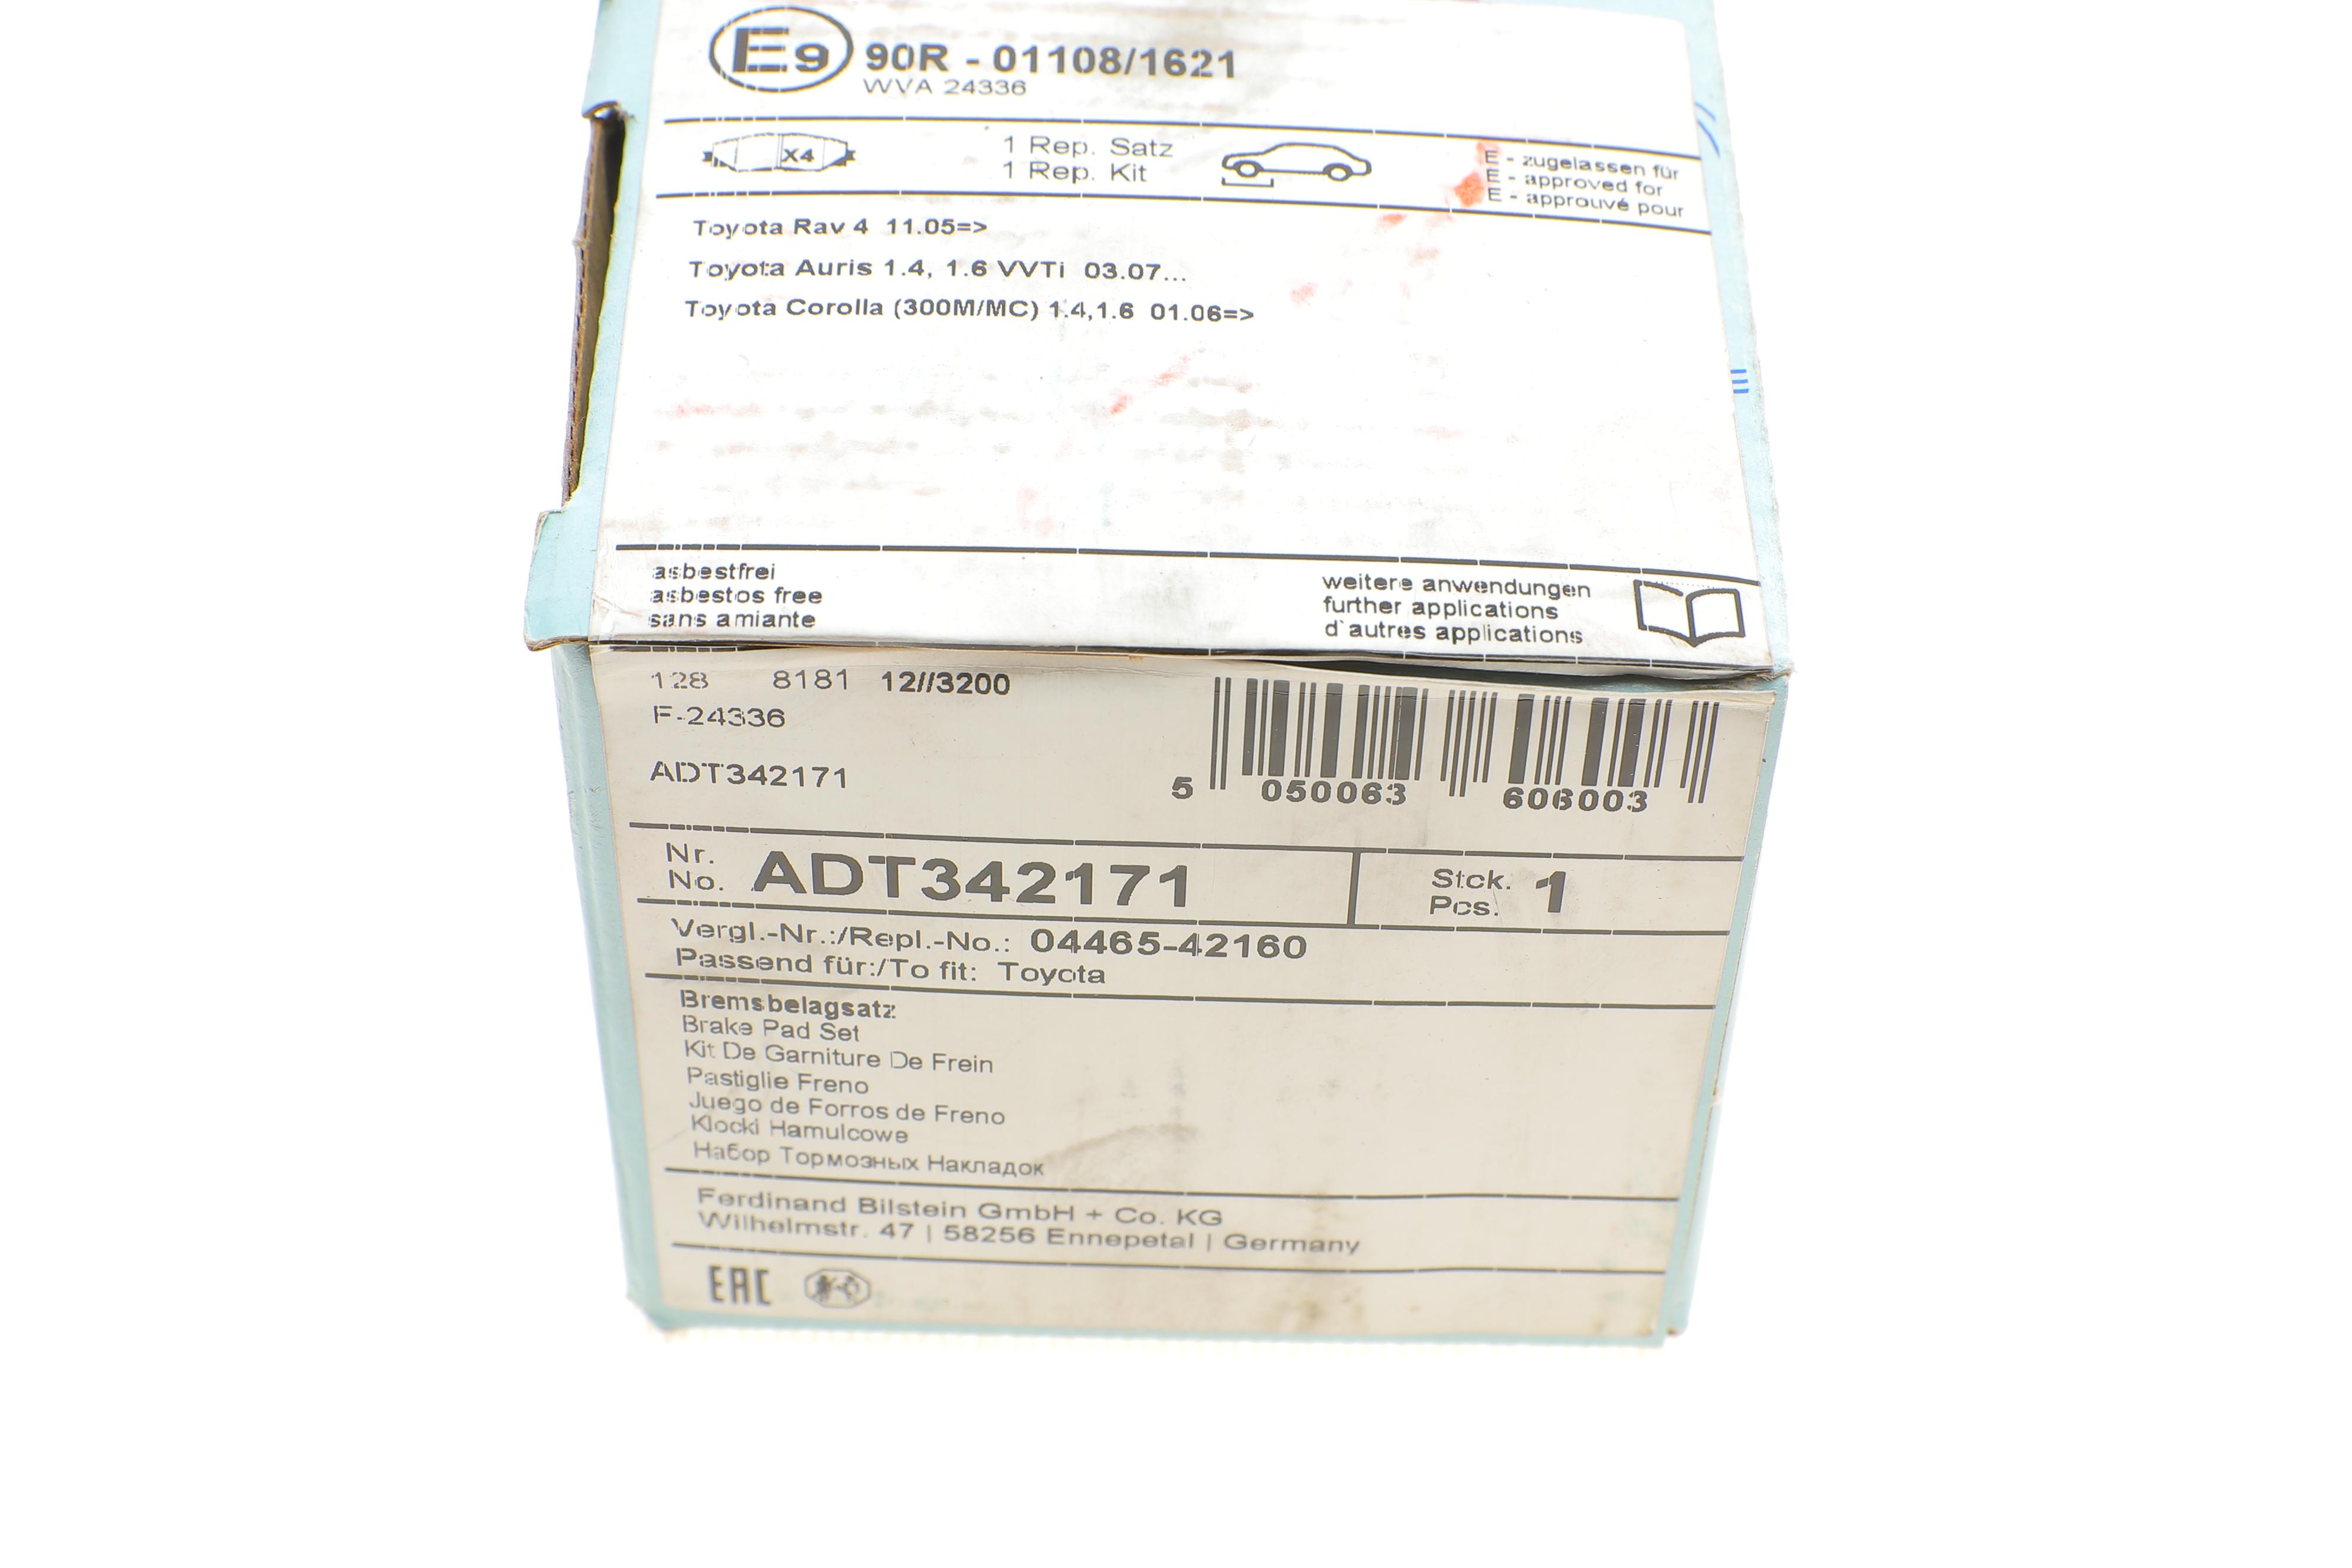 E9 90R - 01108/1621
WVA 24336
X4
1 Rep. Satz
1 Rep. Kit
E - zugelassen für
E - approved for
E - approuvé pour
Toyota Rav 4 11.05=>
Toyota Auris 1.4, 1.6 VVTi 03.07...
Toyota Corolla (300M/MC) 1.4,1.6 01.06=>
asbestfrei
asbestos free
sans amiante
weitere anwendungen
further applications
d`autres applications
128 8181 12//3200
F-24336
ADT342171
5 050063 606003
Nr.
No. ADT342171
Stck.
Pcs. 1
Vergl.-Nr.:/Repl.-No.: 04465-42160
Passend für:/To fit: Toyota
Bremsbelagsatz
Brake Pad Set
Kit De Garniture De Frein
Pastiglie Freno
Juego de Forros de Freno
Klocki Hamulcowe
Набор Тормозных Накладок
Ferdinand Bilstein GmbH + Co. KG
Wilhelmstr. 47 | 58256 Ennepetal | Germany
EAC